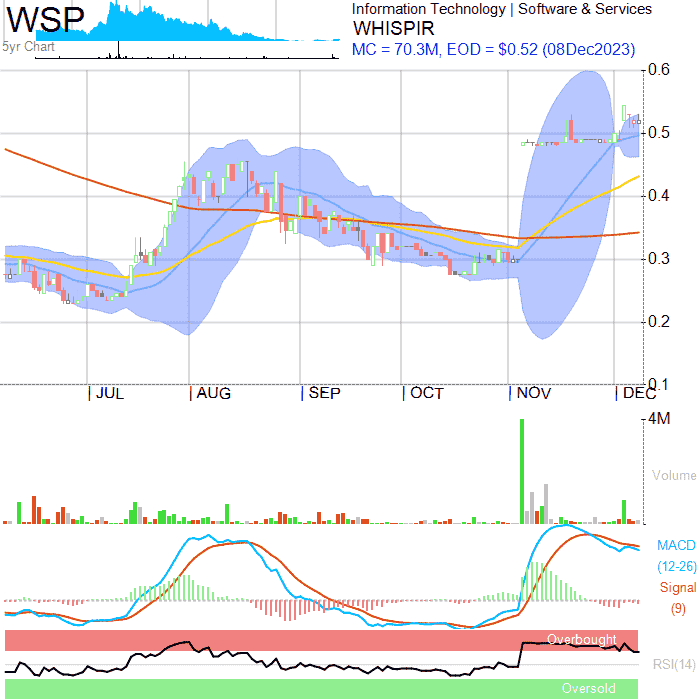 WSP
Information Technology | Software & Services
WHISPIR
MC = 70.3M, EOD = $0.52 (08Dec2023)
5yr Chart
0.6
0.5
0.4
0.3
0.2
0.1
JUL AUG SEP OCT NOV DEC
4M
Volume
MACD
(12-26)
Signal
(9)
Overbought
RSI(14)
Oversold